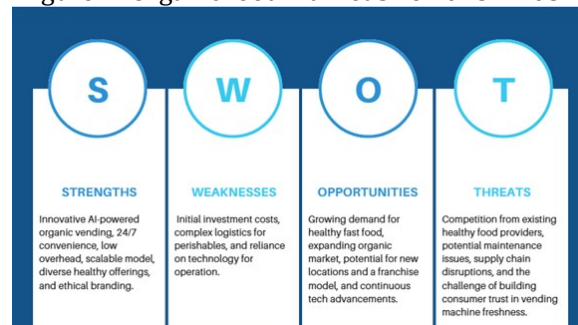 S
W
O
T
STRENGTHS
Innovative AI-powered
organic vending, 24/7
convenience, low
overhead, scalable model,
diverse healthy offerings,
and ethical branding.
WEAKNESSES
Initial investment costs,
complex logistics for
perishables, and reliance
on technology for
operation.
OPPORTUNITIES
Growing demand for
healthy fast food,
expanding organic
market, potential for new
locations and a franchise
model, and continuous
tech advancements.
THREATS
Competition from existing
healthy food providers,
potential maintenance
issues, supply chain
disruptions, and the
challenge of building
consumer trust in vending
machine freshness.